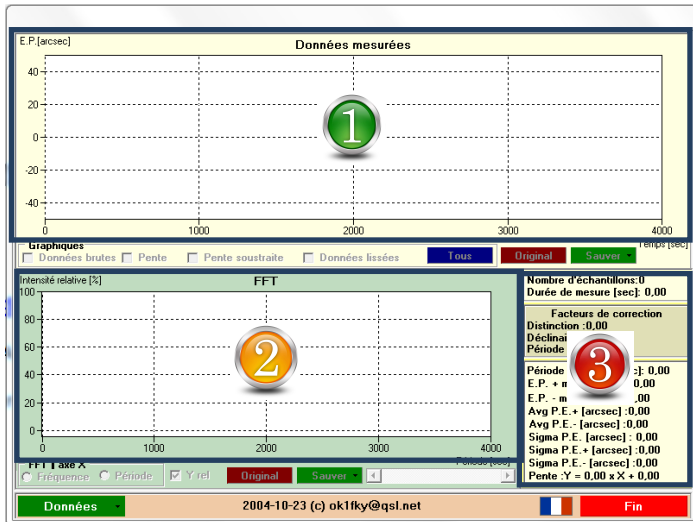 E.P.[arcsec]
Données mesurées
40
20
0
-20
-40
0 1000 2000 3000 4000
Temps [sec]
1
Graphiques
Données brutes Pente Pente soustraite Données lissées Tous Original Sauver
Intensité relative [%]
FFT
100
80
60
40
20
0
0 1000 2000 3000 4000
Période [sec]
2
FFT axe X
Fréquence Période Y rel Original Sauver
Nombre d'échantillons:0
Durée de mesure [sec]: 0,00
Facteurs de correction
Distinction :0,00
Déclinai
Période
3
Période c]: 0,00
E.P. + m 0,00
E.P. - m ,00
Avg P.E.+ [arcsec] :0,00
Avg P.E.- [arcsec] :0,00
Sigma P.E. [arcsec] : 0,00
Sigma P.E.+ [arcsec] : 0,00
Sigma P.E.- [arcsec] : 0,00
Pente :Y = 0,00 x X + 0,00
Données 2004-10-23 (c) ok1fky@qsl.net Fin